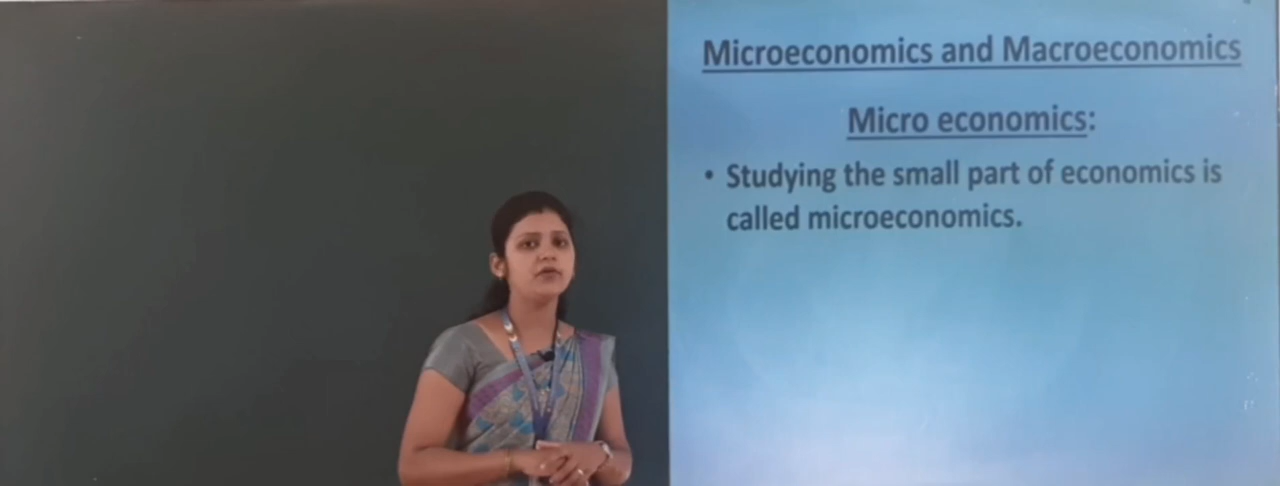 Microeconomics and Macroeconomics
Micro economics:
• Studying the small part of economics is
called microeconomics.